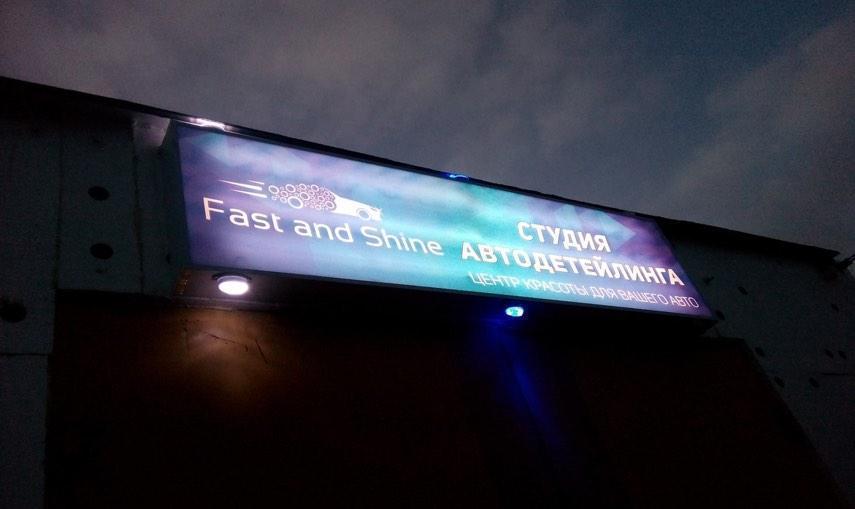 Fast and Shine
СТУДИЯ
АВТОДЕТЕЙЛИНГА
ЦЕНТР КРАСОТЫ ДЛЯ ВАШЕГО АВТО